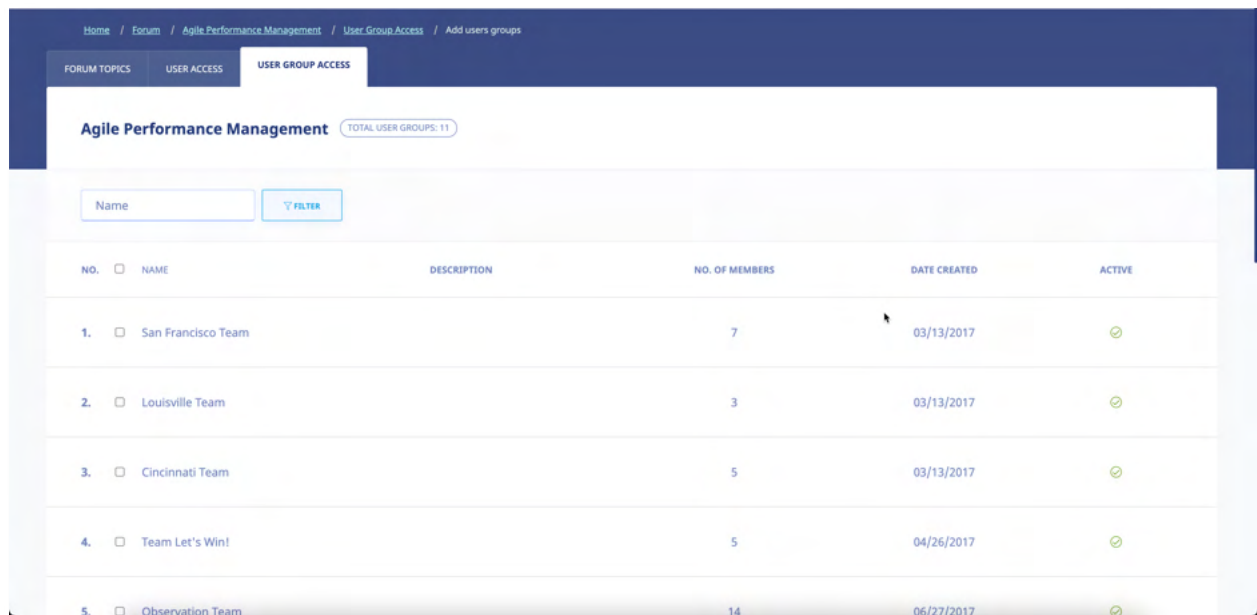 Home / Forum / Agile Performance Management / User Group Access / Add users groups
FORUM TOPICS USER ACCESS USER GROUP ACCESS
Agile Performance Management TOTAL USER GROUPS: 11
Name FILTER
NO. NAME DESCRIPTION NO. OF MEMBERS DATE CREATED ACTIVE
1. San Francisco Team 7 03/13/2017
2. Louisville Team 3 03/13/2017
3. Cincinnati Team 5 03/13/2017
4. Team Let's Win! 5 04/26/2017
5. Observation Team 14 06/27/2017